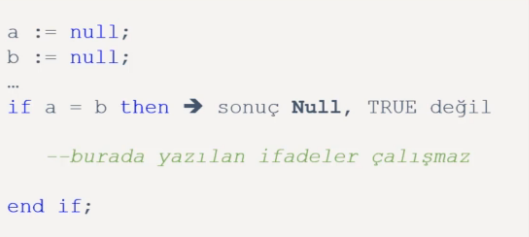 a := null;
b := null;
…
if a = b then ➔ sonuç Null, TRUE değil
--burada yazılan ifadeler çalışmaz
end if;